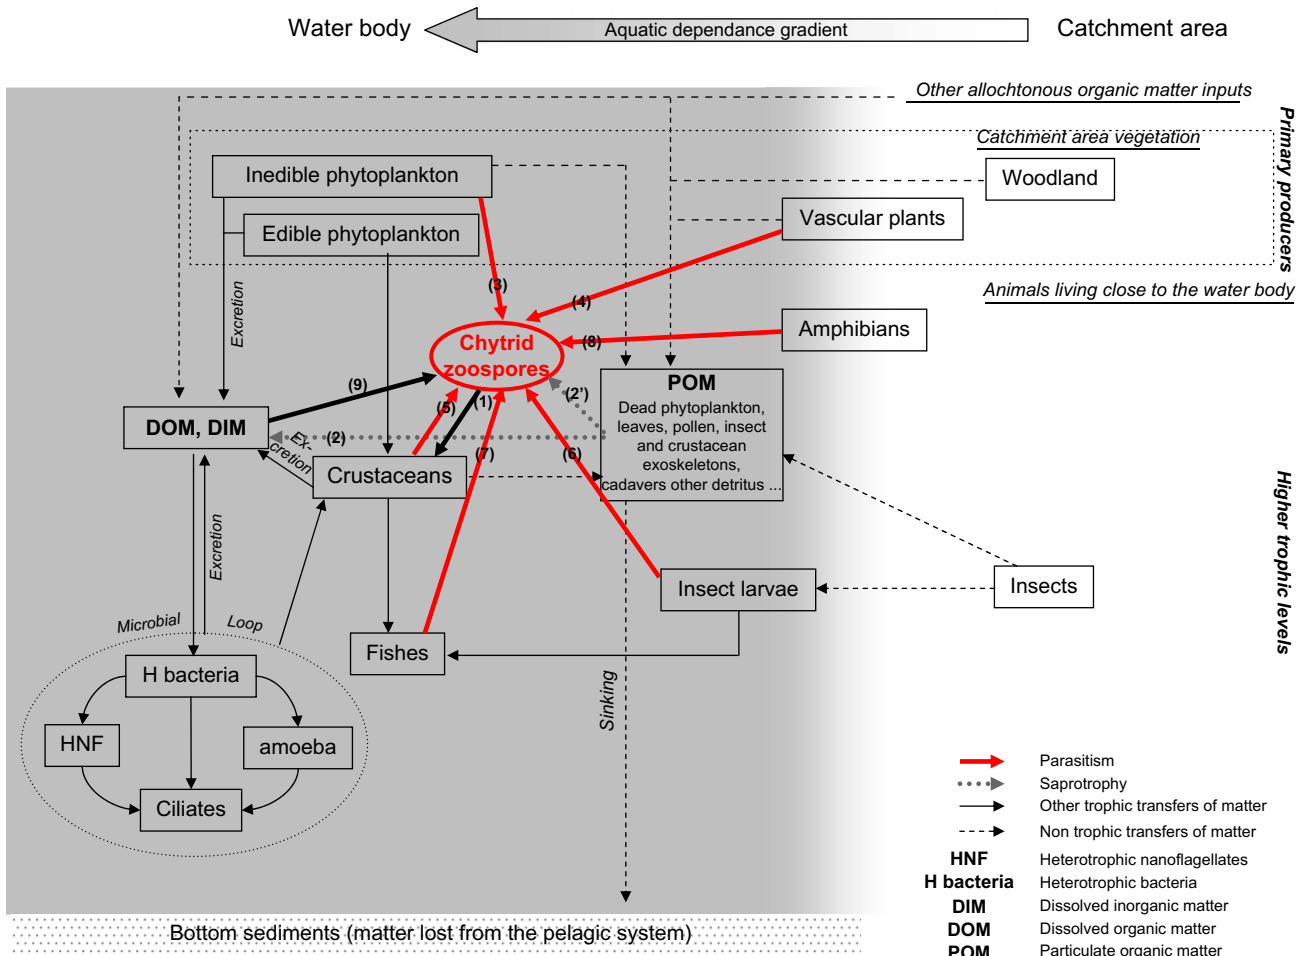 Water body
Aquatic dependance gradient
Catchment area
Other allochtonous organic matter inputs
Primary producers
Catchment area vegetation
Inedible phytoplankton
Woodland
Vascular plants
Edible phytoplankton
Excretion
(3)
(4)
Animals living close to the water body
Amphibians
(8)
Chytrid
zoospores
(9)
(5)
(1)
(2')
POM
Dead phytoplankton,
leaves, pollen, insect
and crustacean
exoskeletons,
cadavers other detritus ...
DOM, DIM
(2)
Ex-
cretion
(7)
(6)
Crustaceans
Higher trophic levels
Excretion
Insect larvae
Insects
Microbial
Loop
Fishes
H bacteria
Sinking
HNF
amoeba
Ciliates
Parasitism
Saprotrophy
Other trophic transfers of matter
Non trophic transfers of matter
HNF Heterotrophic nanoflagellates
H bacteria Heterotrophic bacteria
DIM Dissolved inorganic matter
DOM Dissolved organic matter
POM Particulate organic matter
Bottom sediments (matter lost from the pelagic system)